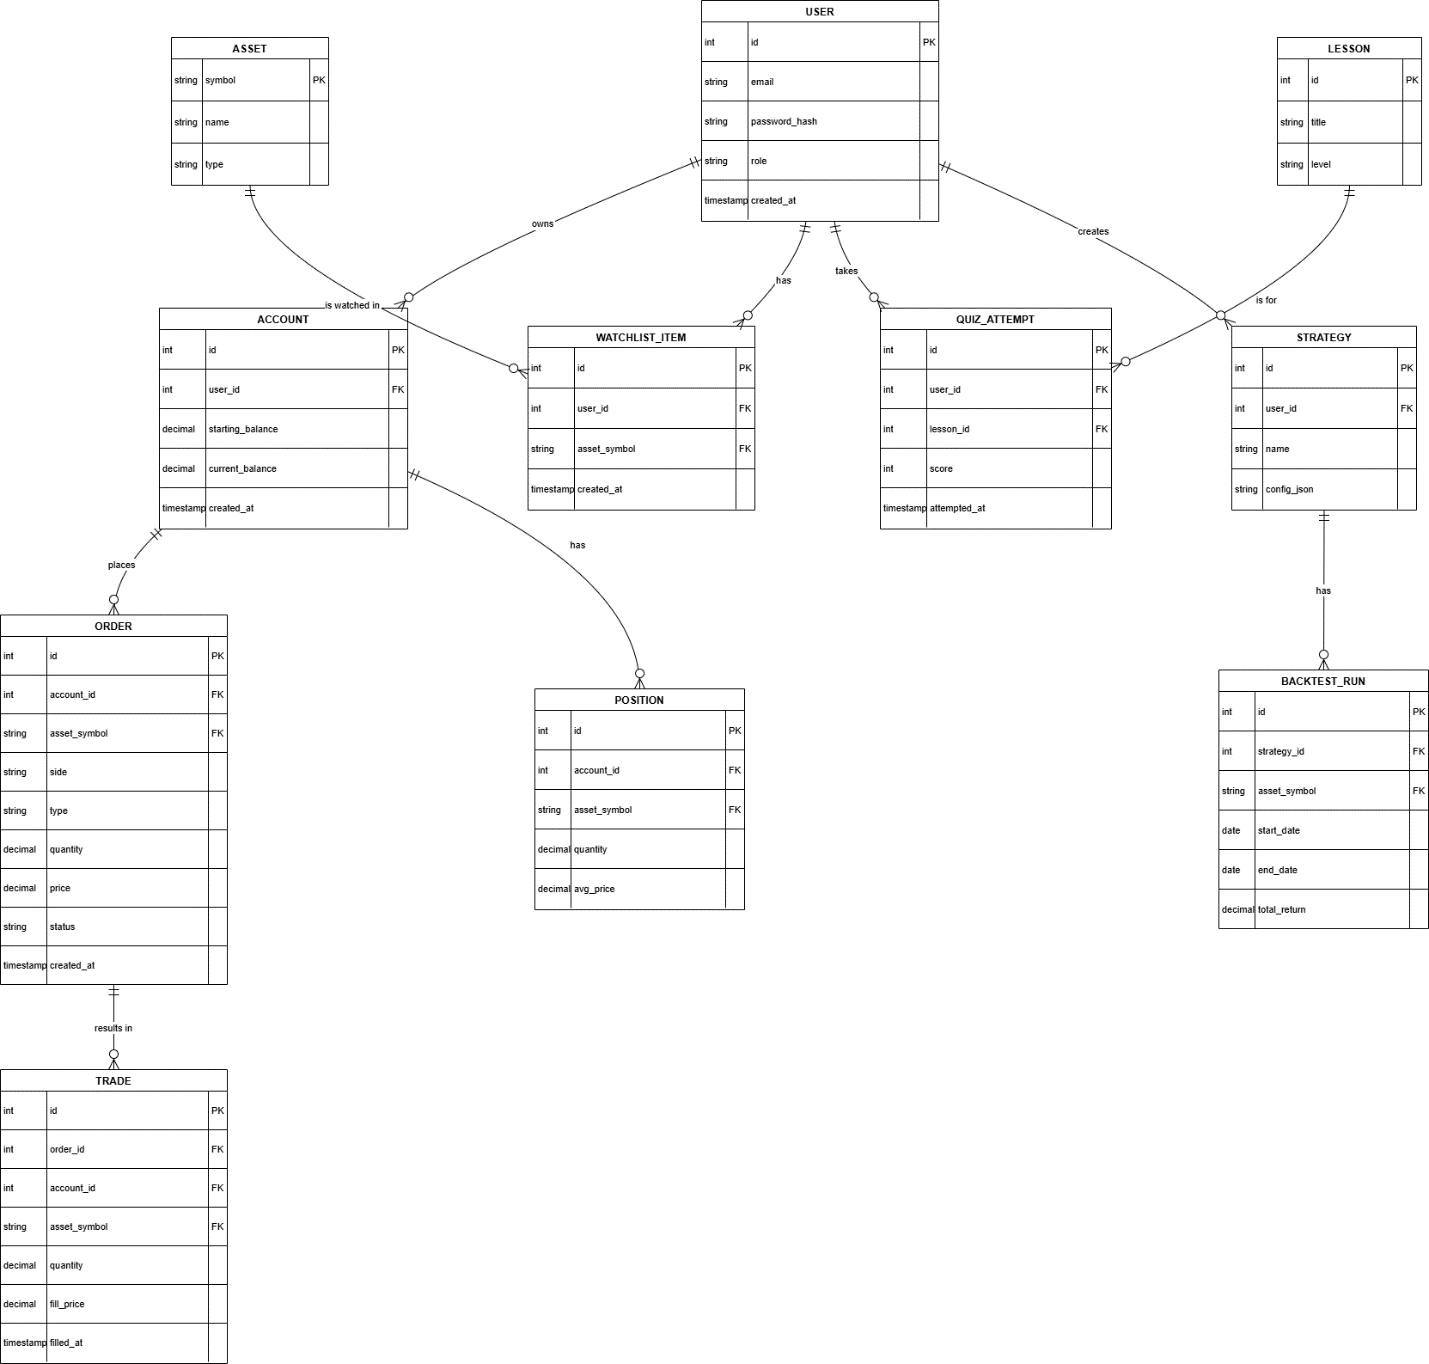 USER
int id PK
string email
string password_hash
string role
timestamp created_at
ASSET
string symbol PK
string name
string type
LESSON
int id PK
string title
string level
owns
has
takes
creates
is watched in
is for
ACCOUNT
int id PK
int user_id FK
decimal starting_balance
decimal current_balance
timestamp created_at
WATCHLIST_ITEM
int id PK
int user_id FK
string asset_symbol FK
timestamp created_at
QUIZ_ATTEMPT
int id PK
int user_id FK
int lesson_id FK
int score
timestamp attempted_at
STRATEGY
int id PK
int user_id FK
string name
string config_json
places
has
has
ORDER
int id PK
int account_id FK
string asset_symbol FK
string side
string type
decimal quantity
decimal price
string status
timestamp created_at
POSITION
int id PK
int account_id FK
string asset_symbol FK
decimal quantity
decimal avg_price
BACKTEST_RUN
int id PK
int strategy_id FK
string asset_symbol FK
date start_date
date end_date
decimal total_return
results in
TRADE
int id PK
int order_id FK
int account_id FK
string asset_symbol FK
decimal quantity
decimal fill_price
timestamp filled_at